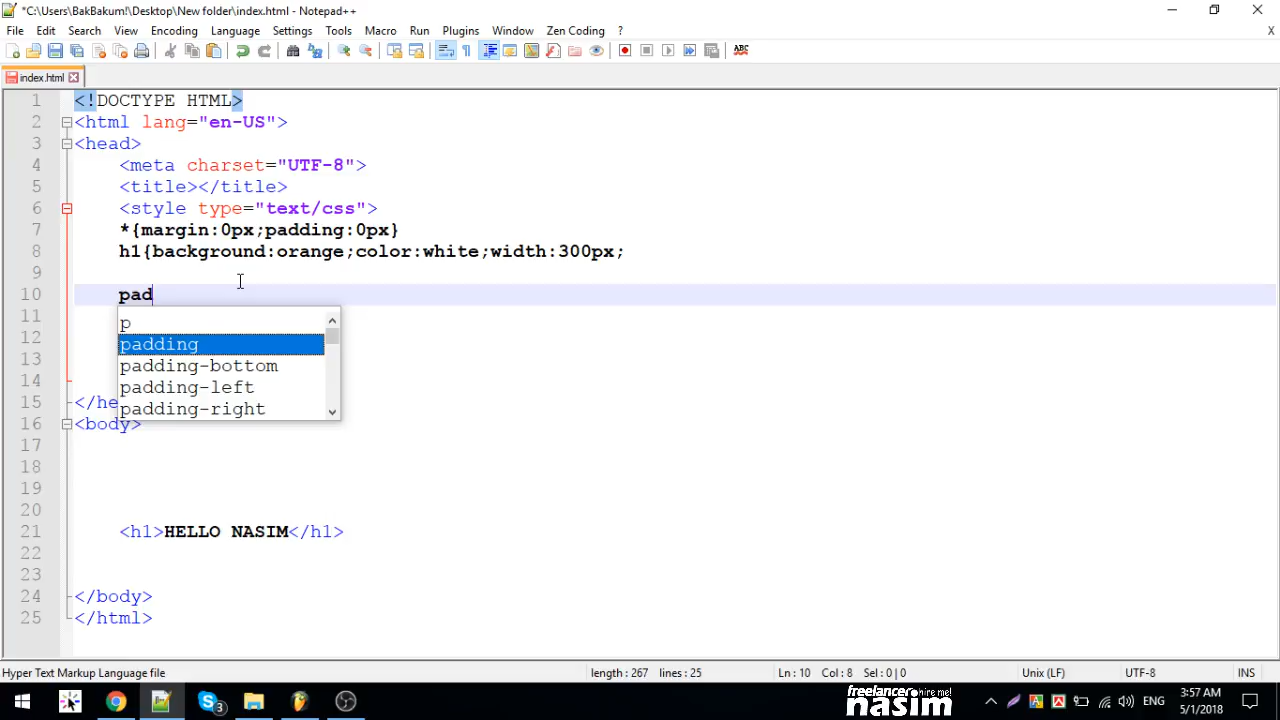 *C:\Users\BakBakum!\Desktop\New folder\index.html - Notepad++
File Edit Search View Encoding Language Settings Tools Macro Run Plugins Window Zen Coding ? X
index.html
1 <!DOCTYPE HTML>
2 <html lang="en-US">
3 <head>
4 <meta charset="UTF-8">
5 <title></title>
6 <style type="text/css">
7 *{margin:0px;padding:0px}
8 h1{background:orange;color:white;width:300px;
9
10 pad
11 p
12 padding
13 padding-bottom
14 padding-left
15 </he padding-right
16 <body>
17
18
19
20
21 <h1>HELLO NASIM</h1>
22
23
24 </body>
25 </html>
Hyper Text Markup Language file length : 267 lines : 25 Ln : 10 Col : 8 Sel : 0 | 0 Unix (LF) UTF-8 INS
freelancer hire me!
nasim
3
ENG
3:57 AM
5/1/2018